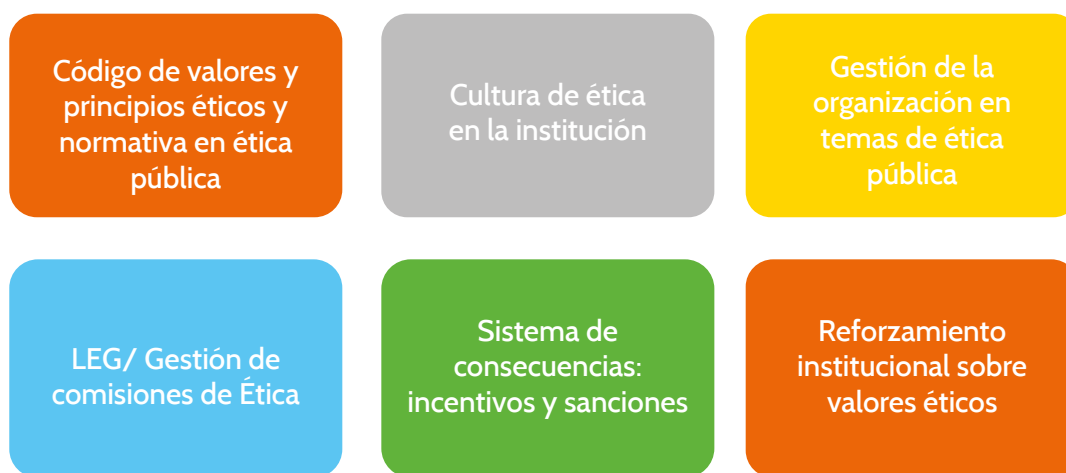 Código de valores y
principios éticos y
normativa en ética
pública
Cultura de ética
en la institución
Gestión de la
organización en
temas de ética
pública
LEG/ Gestión de
comisiones de Ética
Sistema de
consecuencias:
incentivos y sanciones
Reforzamiento
institucional sobre
valores éticos